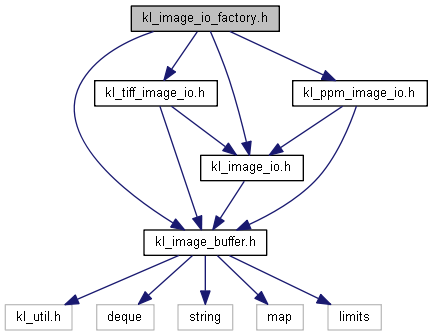 kl_image_io_factory.h
kl_tiff_image_io.h
kl_ppm_image_io.h
kl_image_io.h
kl_image_buffer.h
kl_util.h
deque
string
map
limits